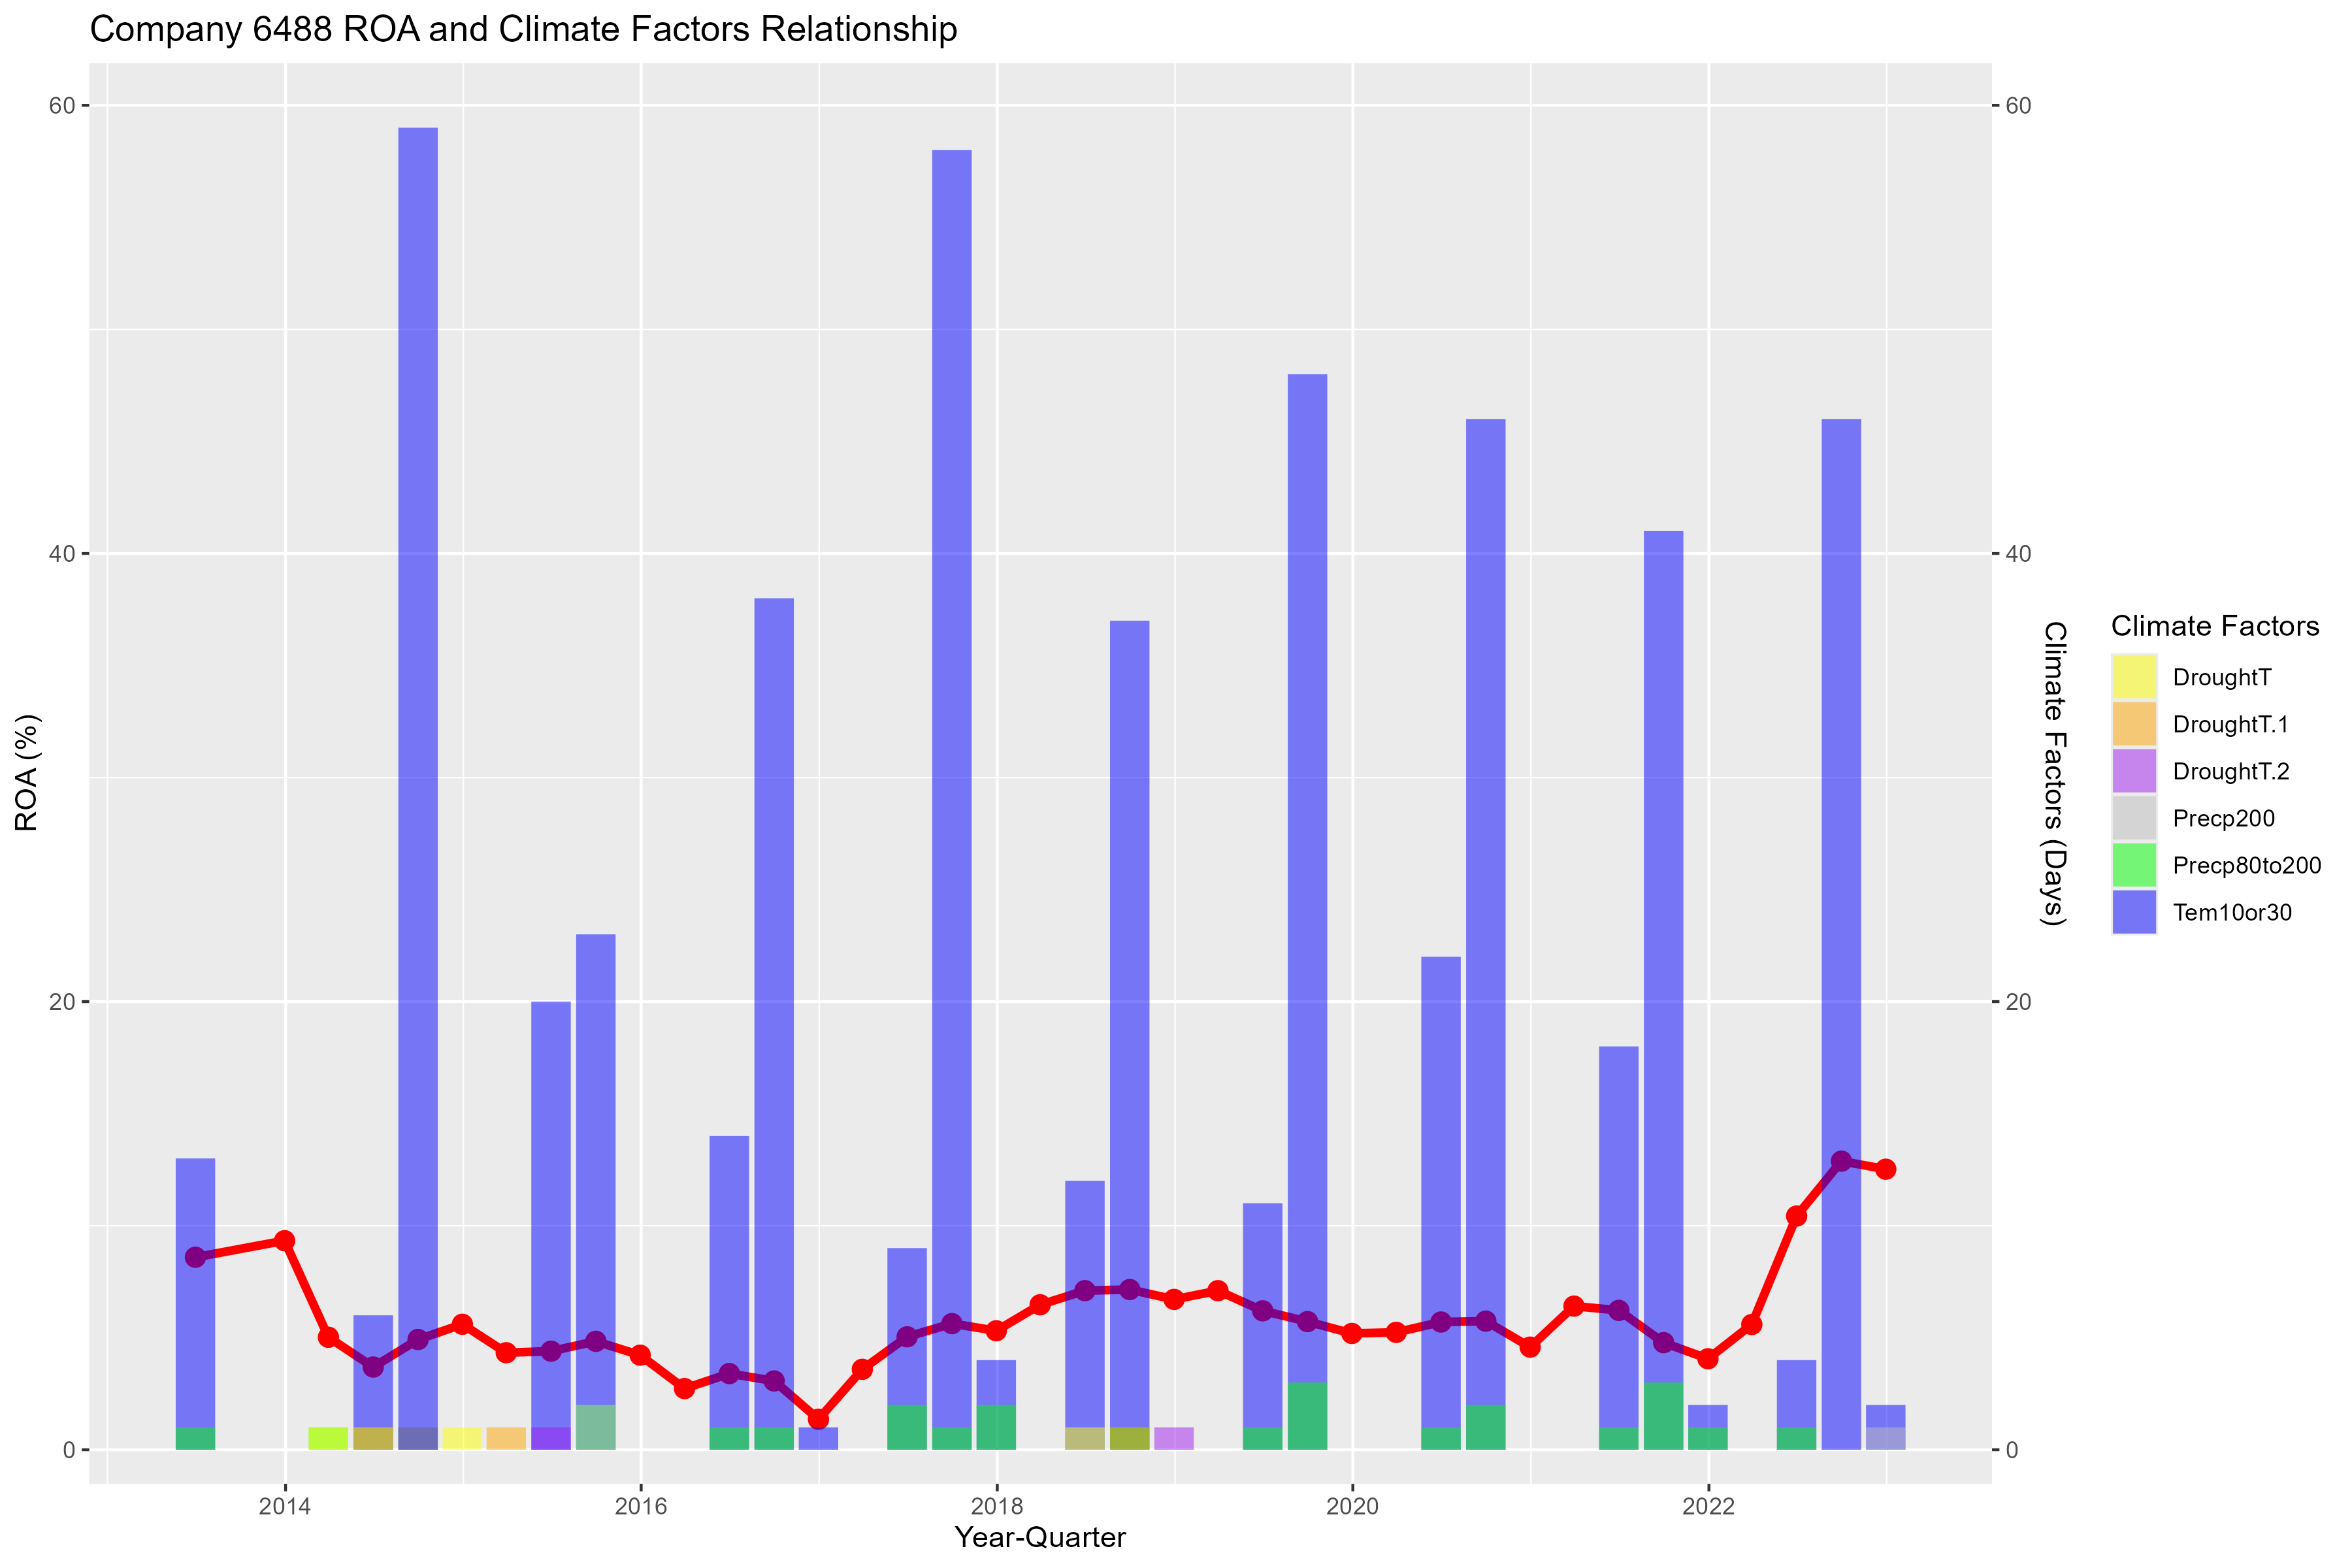 Company 6488 ROA and Climate Factors Relationship
60
40
20
0
ROA (%)
60
40
20
0
Climate Factors (Days)
2014
2016
2018
2020
2022
Year-Quarter
Climate Factors
DroughtT
DroughtT.1
DroughtT.2
Precp200
Precp80to200
Tem10or30